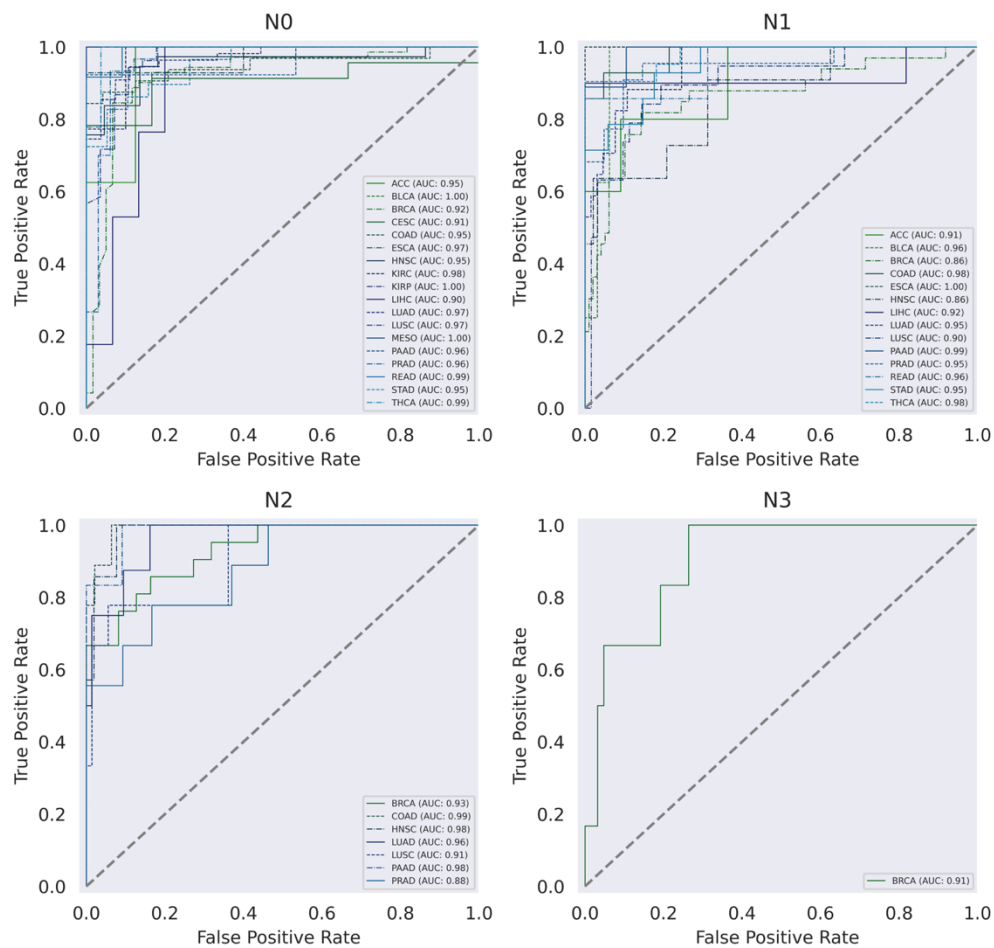 N0
True Positive Rate
1.0
0.8
0.6
0.4
0.2
0.0
ACC (AUC: 0.95)
BLCA (AUC: 1.00)
BRCA (AUC: 0.92)
CESC (AUC: 0.91)
COAD (AUC: 0.95)
ESCA (AUC: 0.97)
HNSC (AUC: 0.95)
KIRC (AUC: 0.98)
KIRP (AUC: 1.00)
LIHC (AUC: 0.90)
LUAD (AUC: 0.97)
LUSC (AUC: 0.97)
MESO (AUC: 1.00)
PAAD (AUC: 0.96)
PRAD (AUC: 0.96)
READ (AUC: 0.99)
STAD (AUC: 0.95)
THCA (AUC: 0.99)
0.0 0.2 0.4 0.6 0.8 1.0
False Positive Rate
N1
True Positive Rate
1.0
0.8
0.6
0.4
0.2
0.0
ACC (AUC: 0.91)
BLCA (AUC: 0.96)
BRCA (AUC: 0.86)
COAD (AUC: 0.98)
ESCA (AUC: 1.00)
HNSC (AUC: 0.86)
LIHC (AUC: 0.92)
LUAD (AUC: 0.95)
LUSC (AUC: 0.90)
PAAD (AUC: 0.99)
PRAD (AUC: 0.95)
READ (AUC: 0.96)
STAD (AUC: 0.95)
THCA (AUC: 0.98)
0.0 0.2 0.4 0.6 0.8 1.0
False Positive Rate
N2
True Positive Rate
1.0
0.8
0.6
0.4
0.2
0.0
BRCA (AUC: 0.93)
COAD (AUC: 0.99)
HNSC (AUC: 0.98)
LUAD (AUC: 0.96)
LUSC (AUC: 0.91)
PAAD (AUC: 0.98)
PRAD (AUC: 0.88)
0.0 0.2 0.4 0.6 0.8 1.0
False Positive Rate
N3
True Positive Rate
1.0
0.8
0.6
0.4
0.2
0.0
BRCA (AUC: 0.91)
0.0 0.2 0.4 0.6 0.8 1.0
False Positive Rate